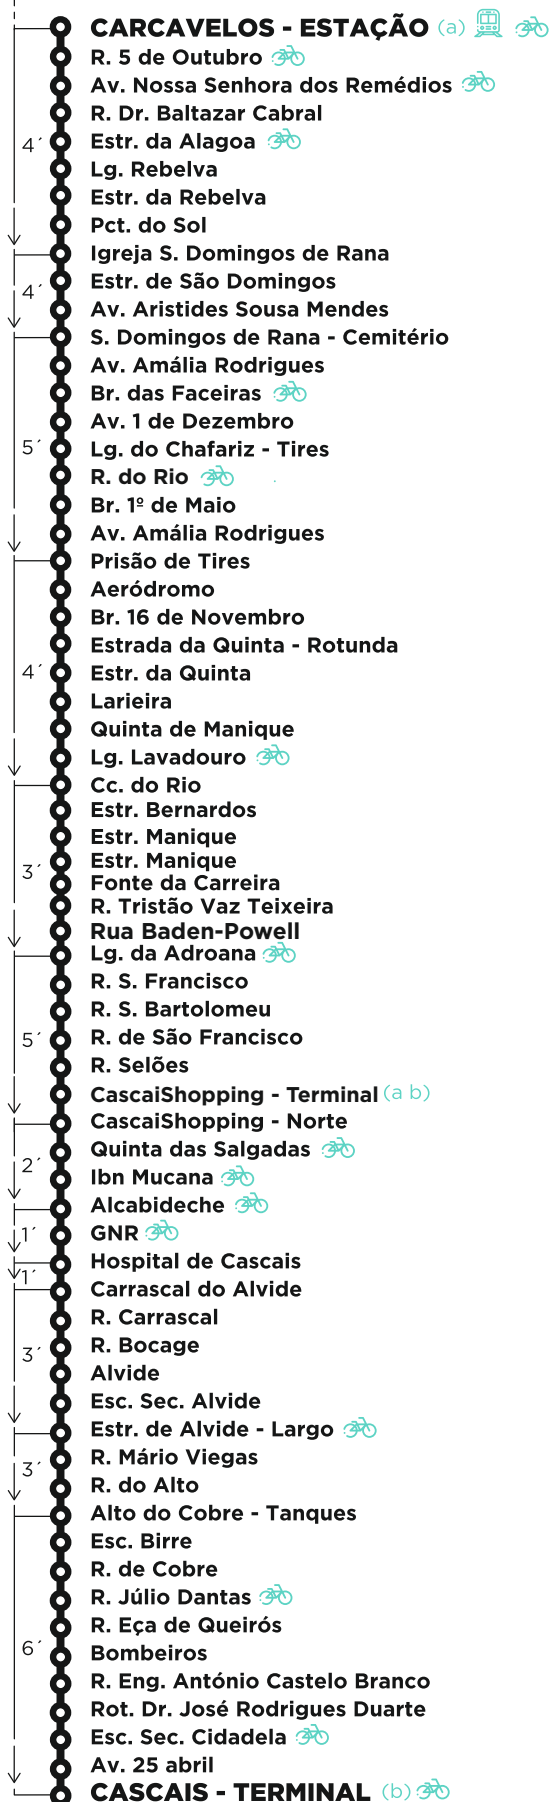 CARCAVELOS - ESTAÇÃO (a)
R. 5 de Outubro
Av. Nossa Senhora dos Remédios
R. Dr. Baltazar Cabral
4´ Estr. da Alagoa
Lg. Rebelva
Estr. da Rebelva
Pct. do Sol
Igreja S. Domingos de Rana
4´ Estr. de São Domingos
Av. Aristides Sousa Mendes
S. Domingos de Rana - Cemitério
Av. Amália Rodrigues
Br. das Faceiras
Av. 1 de Dezembro
5´ Lg. do Chafariz - Tires
R. do Rio
Br. 1º de Maio
Av. Amália Rodrigues
Prisão de Tires
Aeródromo
Br. 16 de Novembro
Estrada da Quinta - Rotunda
4´ Estr. da Quinta
Larieira
Quinta de Manique
Lg. Lavadouro
Cc. do Rio
Estr. Bernardos
Estr. Manique
Estr. Manique
3´ Fonte da Carreira
R. Tristão Vaz Teixeira
Rua Baden-Powell
Lg. da Adroana
R. S. Francisco
R. S. Bartolomeu
5´ R. de São Francisco
R. Selões
CascaiShopping - Terminal (a b)
CascaiShopping - Norte
Quinta das Salgadas
2´ Ibn Mucana
Alcabideche
1´ GNR
Hospital de Cascais
1´ Carrascal do Alvide
R. Carrascal
3´ R. Bocage
Alvide
Esc. Sec. Alvide
Estr. de Alvide - Largo
3´ R. Mário Viegas
R. do Alto
Alto do Cobre - Tanques
Esc. Birre
R. de Cobre
R. Júlio Dantas
R. Eça de Queirós
6´ Bombeiros
R. Eng. António Castelo Branco
Rot. Dr. José Rodrigues Duarte
Esc. Sec. Cidadela
Av. 25 abril
CASCAIS - TERMINAL (b)